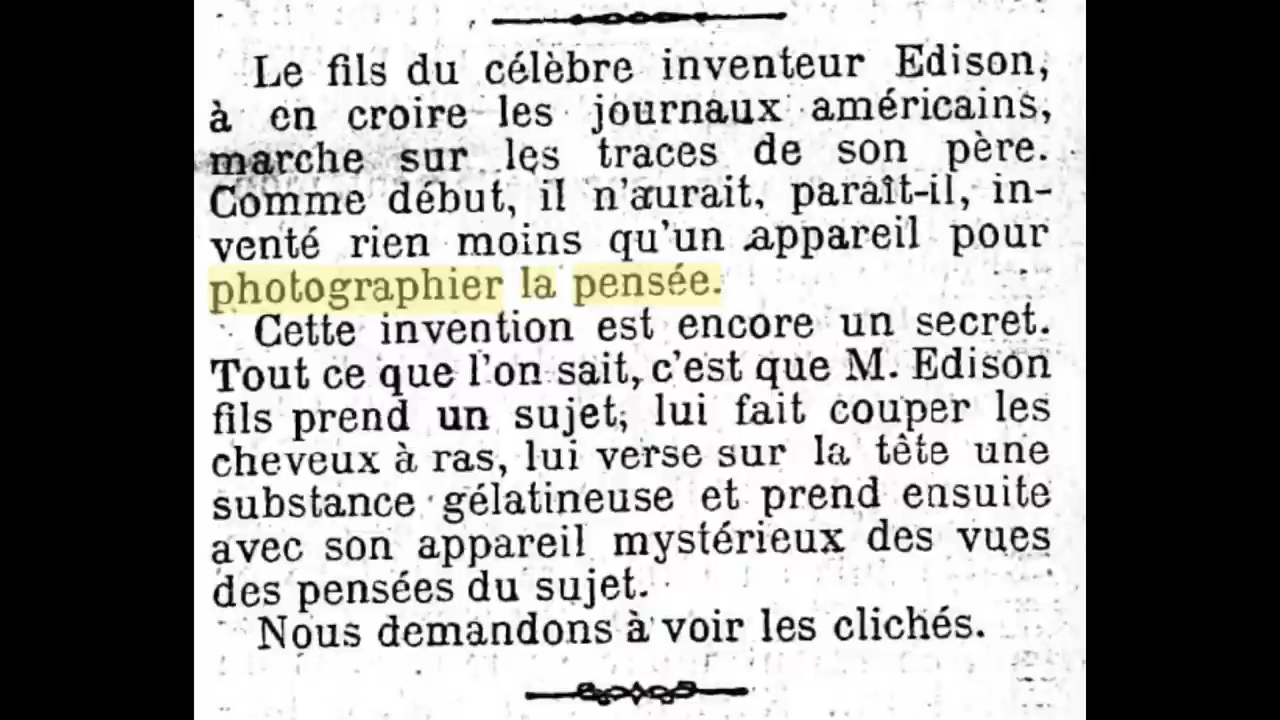 Le fils du célèbre inventeur Edison,
à en croire les journaux américains,
marche sur les traces de son père.
Comme début, il n'aurait, paraît-il, in-
venté rien moins qu'un appareil pour
photographier la pensée.
Cette invention est encore un secret.
Tout ce que l'on sait, c'est que M. Edison
fils prend un sujet, lui fait couper les
cheveux à ras, lui verse sur la tête une
substance gélatineuse et prend ensuite
avec son appareil mystérieux des vues
des pensées du sujet.
Nous demandons à voir les clichés.